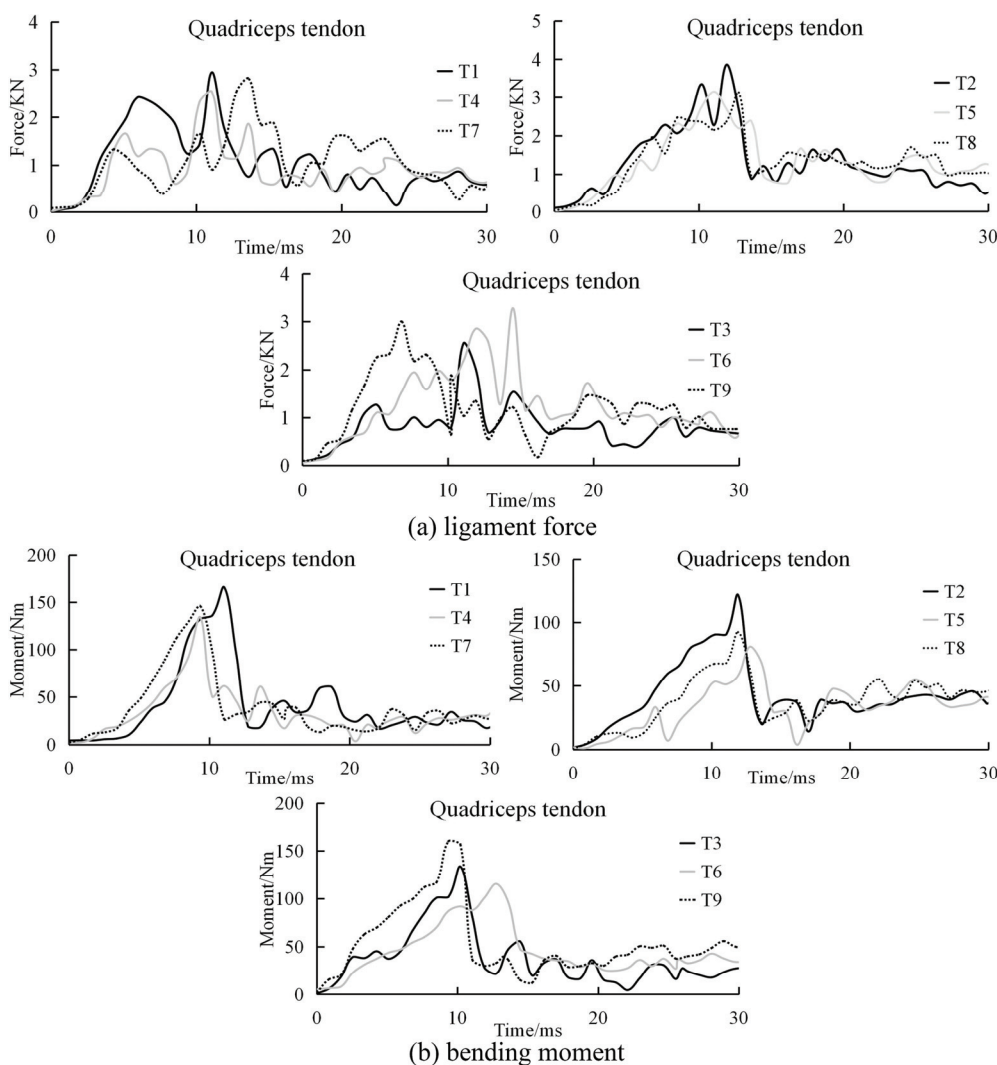 Quadriceps tendon
4
3
2
1
0
Force/KN
T1
T4
T7
0 10 20 30
Time/ms
Quadriceps tendon
5
4
3
2
1
0
Force/KN
T2
T5
T8
0 10 20 30
Time/ms
Quadriceps tendon
4
3
2
1
0
Force/KN
T3
T6
T9
0 10 20 30
Time/ms
(a) ligament force
Quadriceps tendon
200
150
100
50
0
Moment/Nm
T1
T4
T7
0 10 20 30
Time/ms
Quadriceps tendon
150
100
50
0
Moment/Nm
T2
T5
T8
0 10 20 30
Time/ms
Quadriceps tendon
200
150
100
50
0
Moment/Nm
T3
T6
T9
0 10 20 30
Time/ms
(b) bending moment